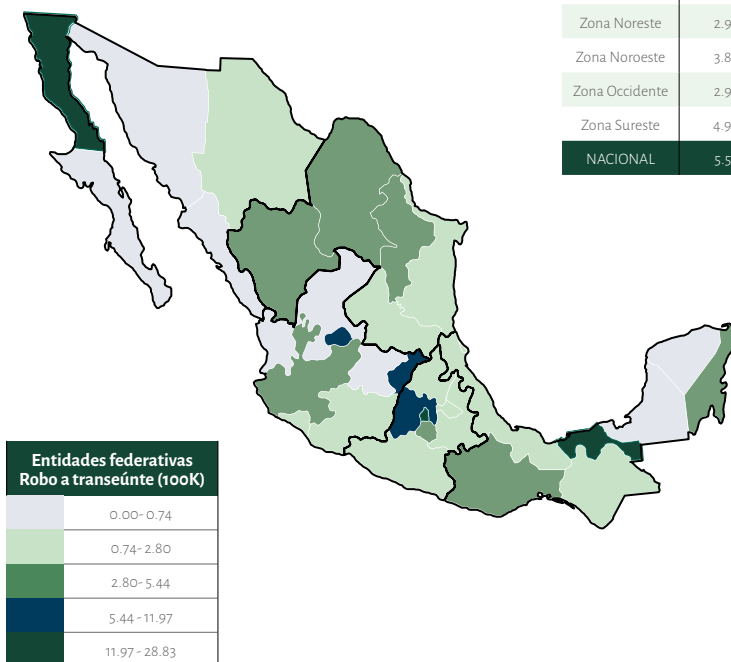 Zona Noreste 2.9
Zona Noroeste 3.8
Zona Occidente 2.9
Zona Sureste 4.9
NACIONAL 5.5
Entidades federativas
Robo a transeúnte (100K)
0.00-0.74
0.74-2.80
2.80-5.44
5.44-11.97
11.97-28.83